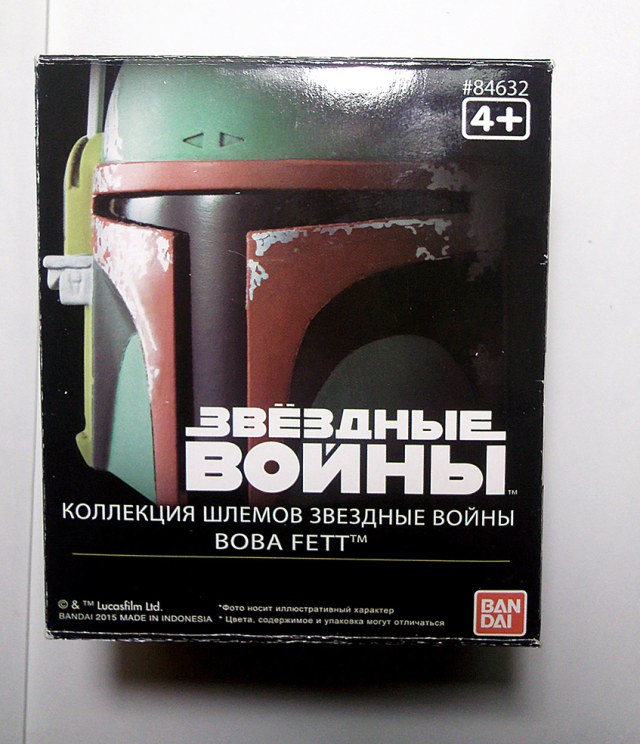 #84632
4+
ЗВЁЗДНЫЕ
ВОЙНЫ™
КОЛЛЕКЦИЯ ШЛЕМОВ ЗВЕЗДНЫЕ ВОЙНЫ
BOBA FETT™
© & ™ Lucasfilm Ltd.
BANDAI 2015 MADE IN INDONESIA
*Фото носит иллюстративный характер
* Цвета, содержимое и упаковка могут отличаться
BAN
DAI